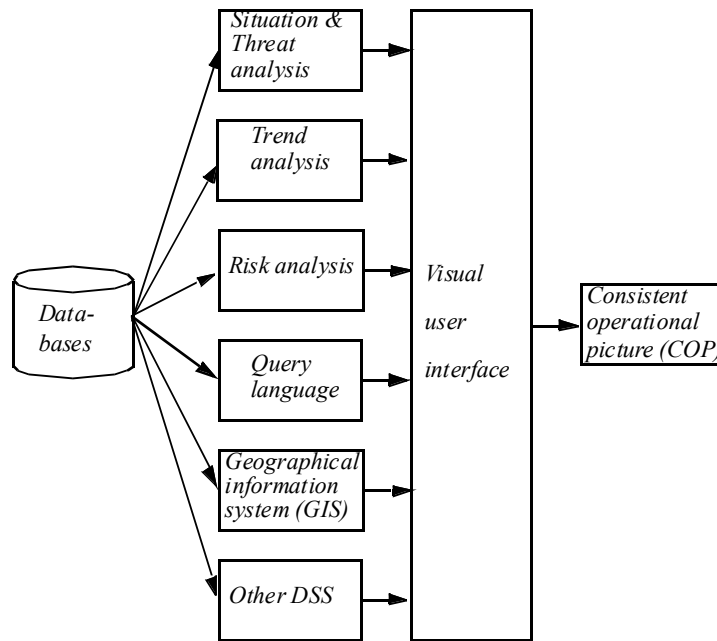 Situation &
Threat
analysis
Trend
analysis
Risk analysis
Query
language
Geographical
information
system (GIS)
Other DSS
Data-
bases
Visual
user
interface
Consistent
operational
picture (COP)